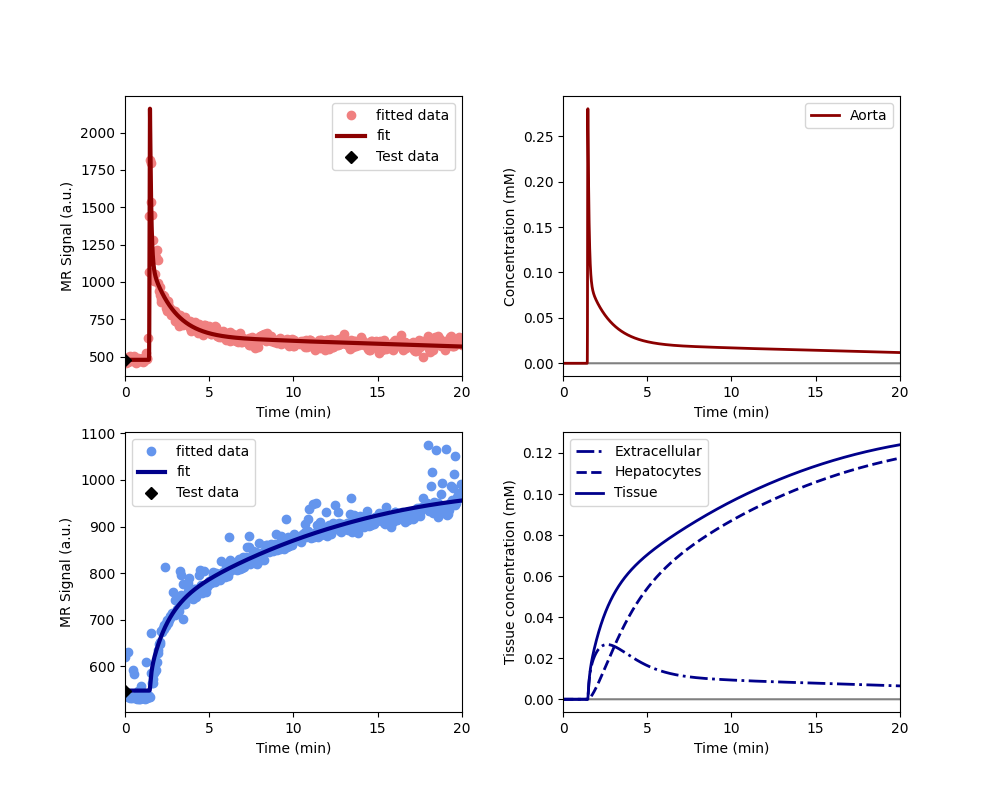 MR Signal (a.u.)
2000
1750
1500
1250
1000
750
500
fitted data
fit
Test data
0 5 10 15 20
Time (min)
Concentration (mM)
0.25
0.20
0.15
0.10
0.05
0.00
Aorta
0 5 10 15 20
Time (min)
MR Signal (a.u.)
1100
1000
900
800
700
600
fitted data
fit
Test data
0 5 10 15 20
Time (min)
Tissue concentration (mM)
0.12
0.10
0.08
0.06
0.04
0.02
0.00
Extracellular
Hepatocytes
Tissue
0 5 10 15 20
Time (min)